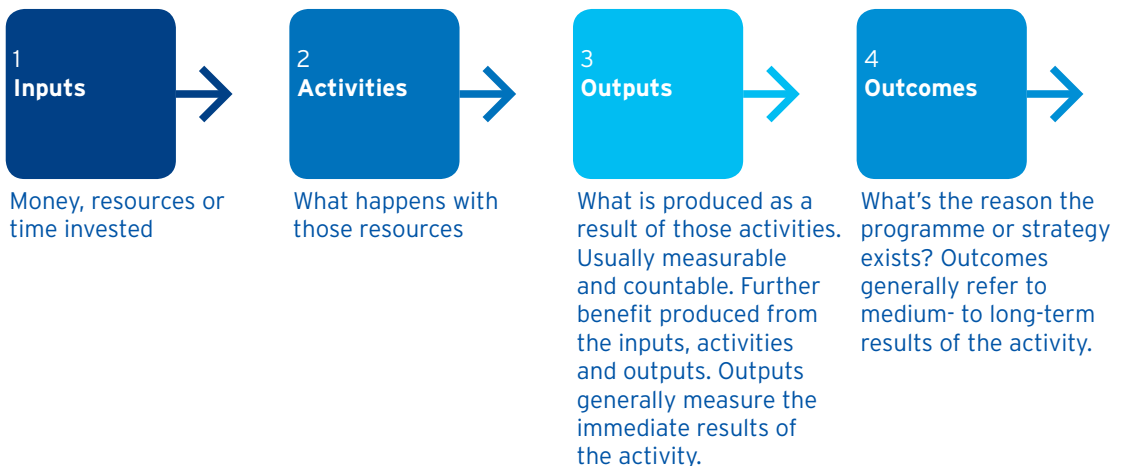 1
Inputs
Money, resources or
time invested
2
Activities
What happens with
those resources
3
Outputs
What is produced as a
result of those activities.
Usually measurable
and countable. Further
benefit produced from
the inputs, activities
and outputs. Outputs
generally measure the
immediate results of
the activity.
4
Outcomes
What's the reason the
programme or strategy
exists? Outcomes
generally refer to
medium- to long-term
results of the activity.